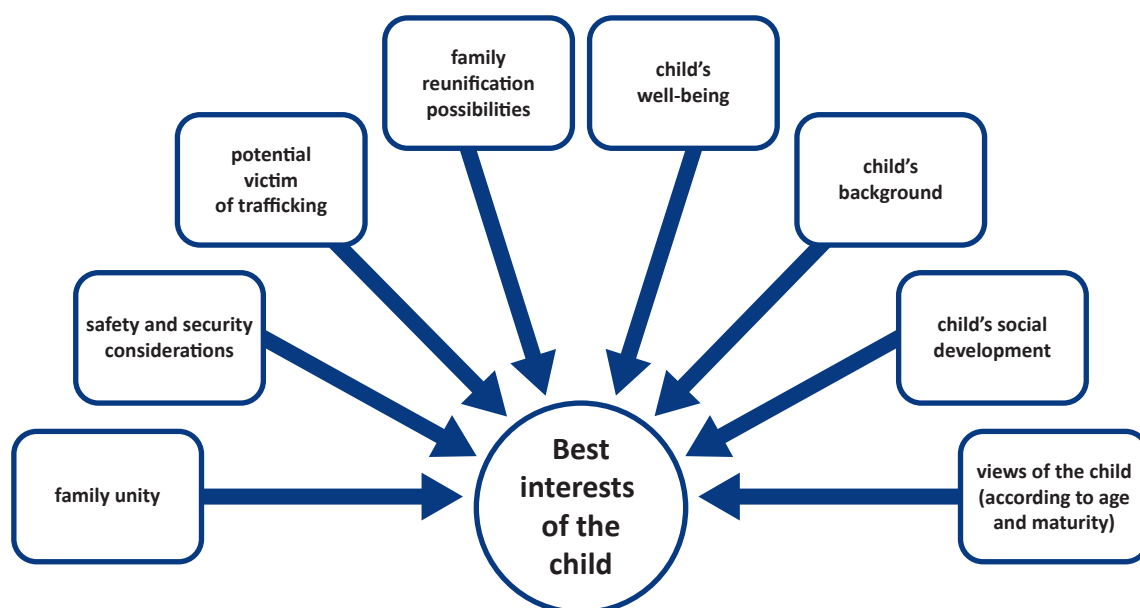 family
reunification
possibilities
child’s
well-being
potential
victim
of trafficking
child’s
background
safety and security
considerations
child’s social
development
family unity
views of the child
(according to age
and maturity)
Best
interests
of the
child